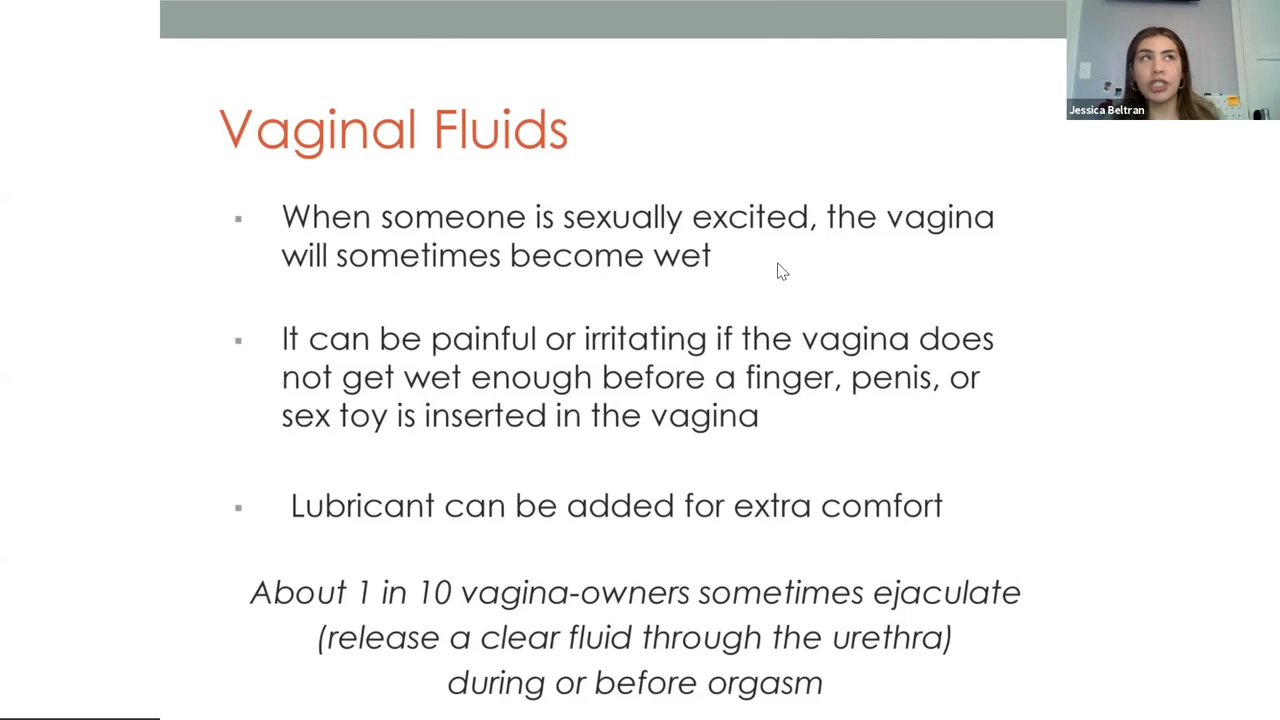 Vaginal Fluids
When someone is sexually excited, the vagina
will sometimes become wet
It can be painful or irritating if the vagina does
not get wet enough before a finger, penis, or
sex toy is inserted in the vagina
Lubricant can be added for extra comfort
About 1 in 10 vagina-owners sometimes ejaculate
(release a clear fluid through the urethra)
during or before orgasm
Jessica Beltran